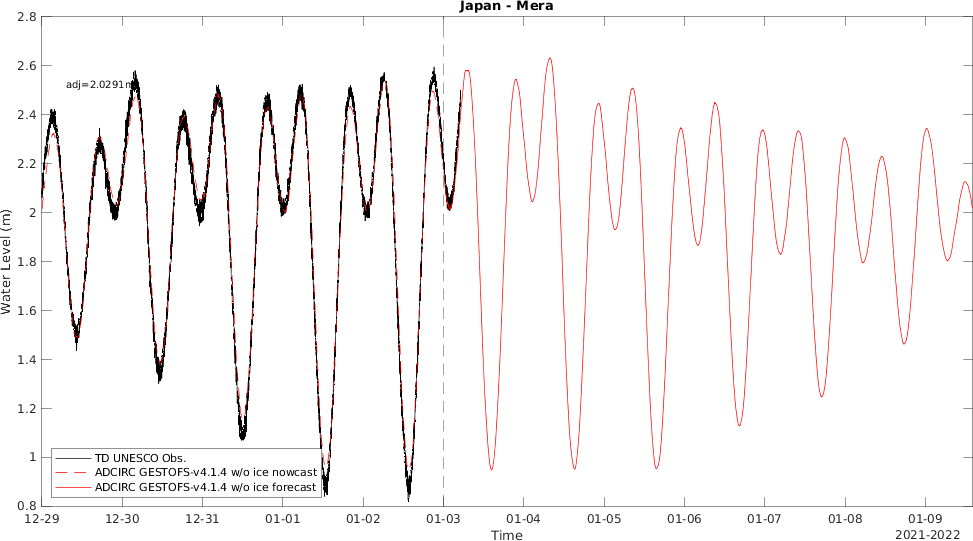 Japan - Mera
2.8
2.6
adj=2.0291m
2.4
2.2
2
1.8
1.6
1.4
1.2
1
0.8
Water Level (m)
TD UNESCO Obs.
ADCIRC GESTOFS-v4.1.4 w/o ice nowcast
ADCIRC GESTOFS-v4.1.4 w/o ice forecast
12-29 12-30 12-31 01-01 01-02 01-03 01-04 01-05 01-06 01-07 01-08 01-09
Time
2021-2022